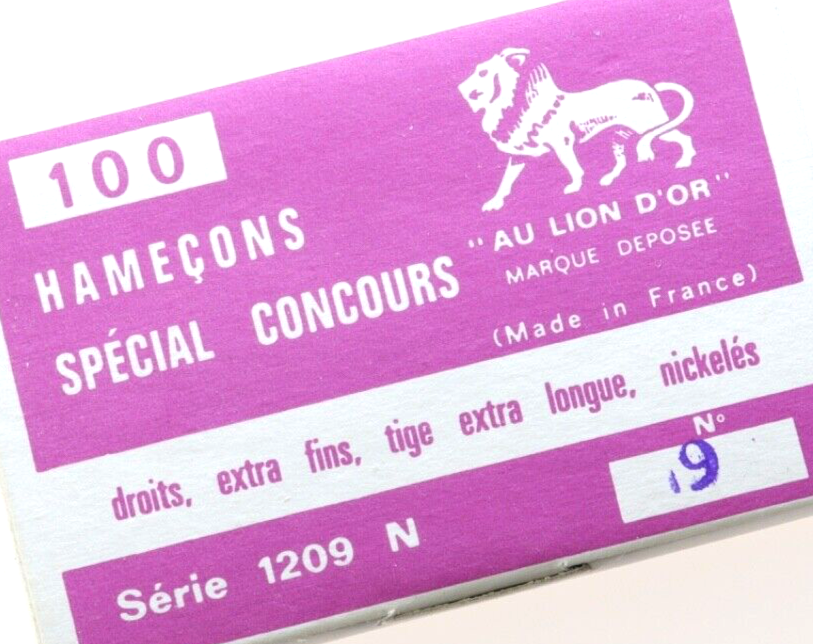 100
HAMEÇONS
SPÉCIAL CONCOURS
"AU LION D'OR"
MARQUE DEPOSEE
(Made in France)
droits, extra fins, tige extra longue, nickelés
Série 1209 N
N°
9